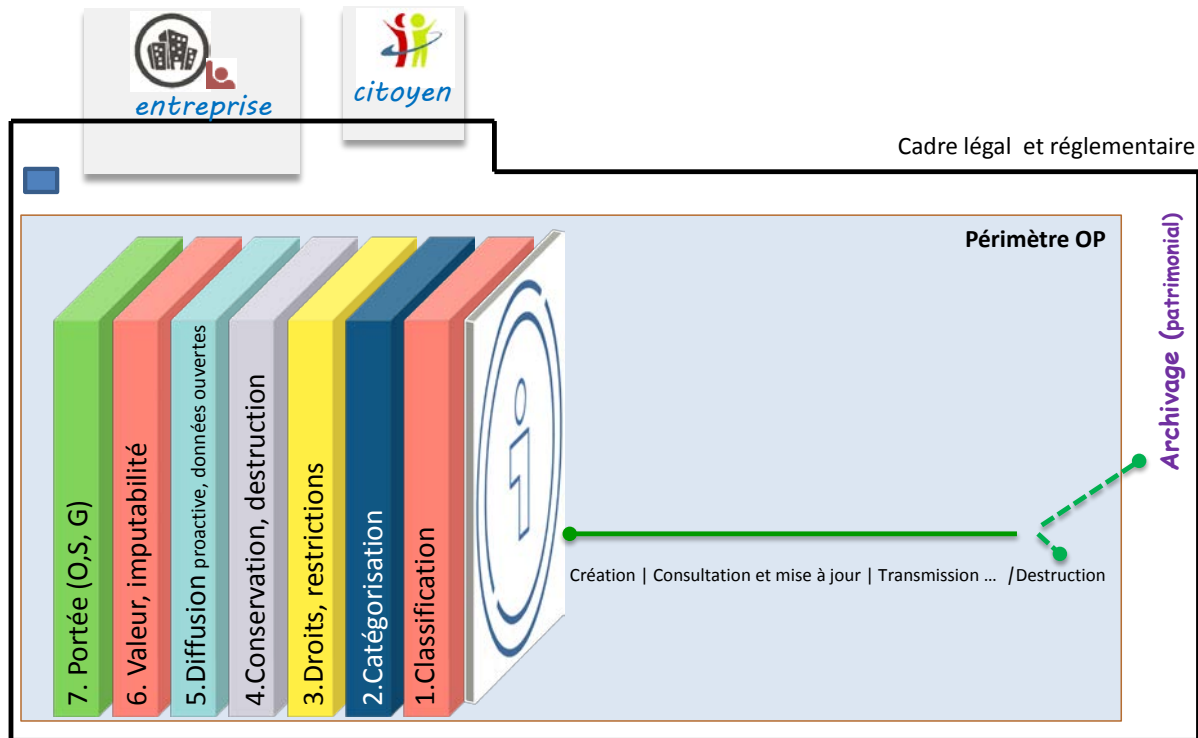 entreprise
citoyen
Cadre légal et réglementaire
Périmètre OP
Archivage (patrimonial)
7. Portée (O,S, G)
6. Valeur, imputabilité
5.Diffusion proactive, données ouvertes
4.Conservation, destruction
3.Droits, restrictions
2.Catégorisation
1.Classification
i
Création | Consultation et mise à jour | Transmission ... /Destruction